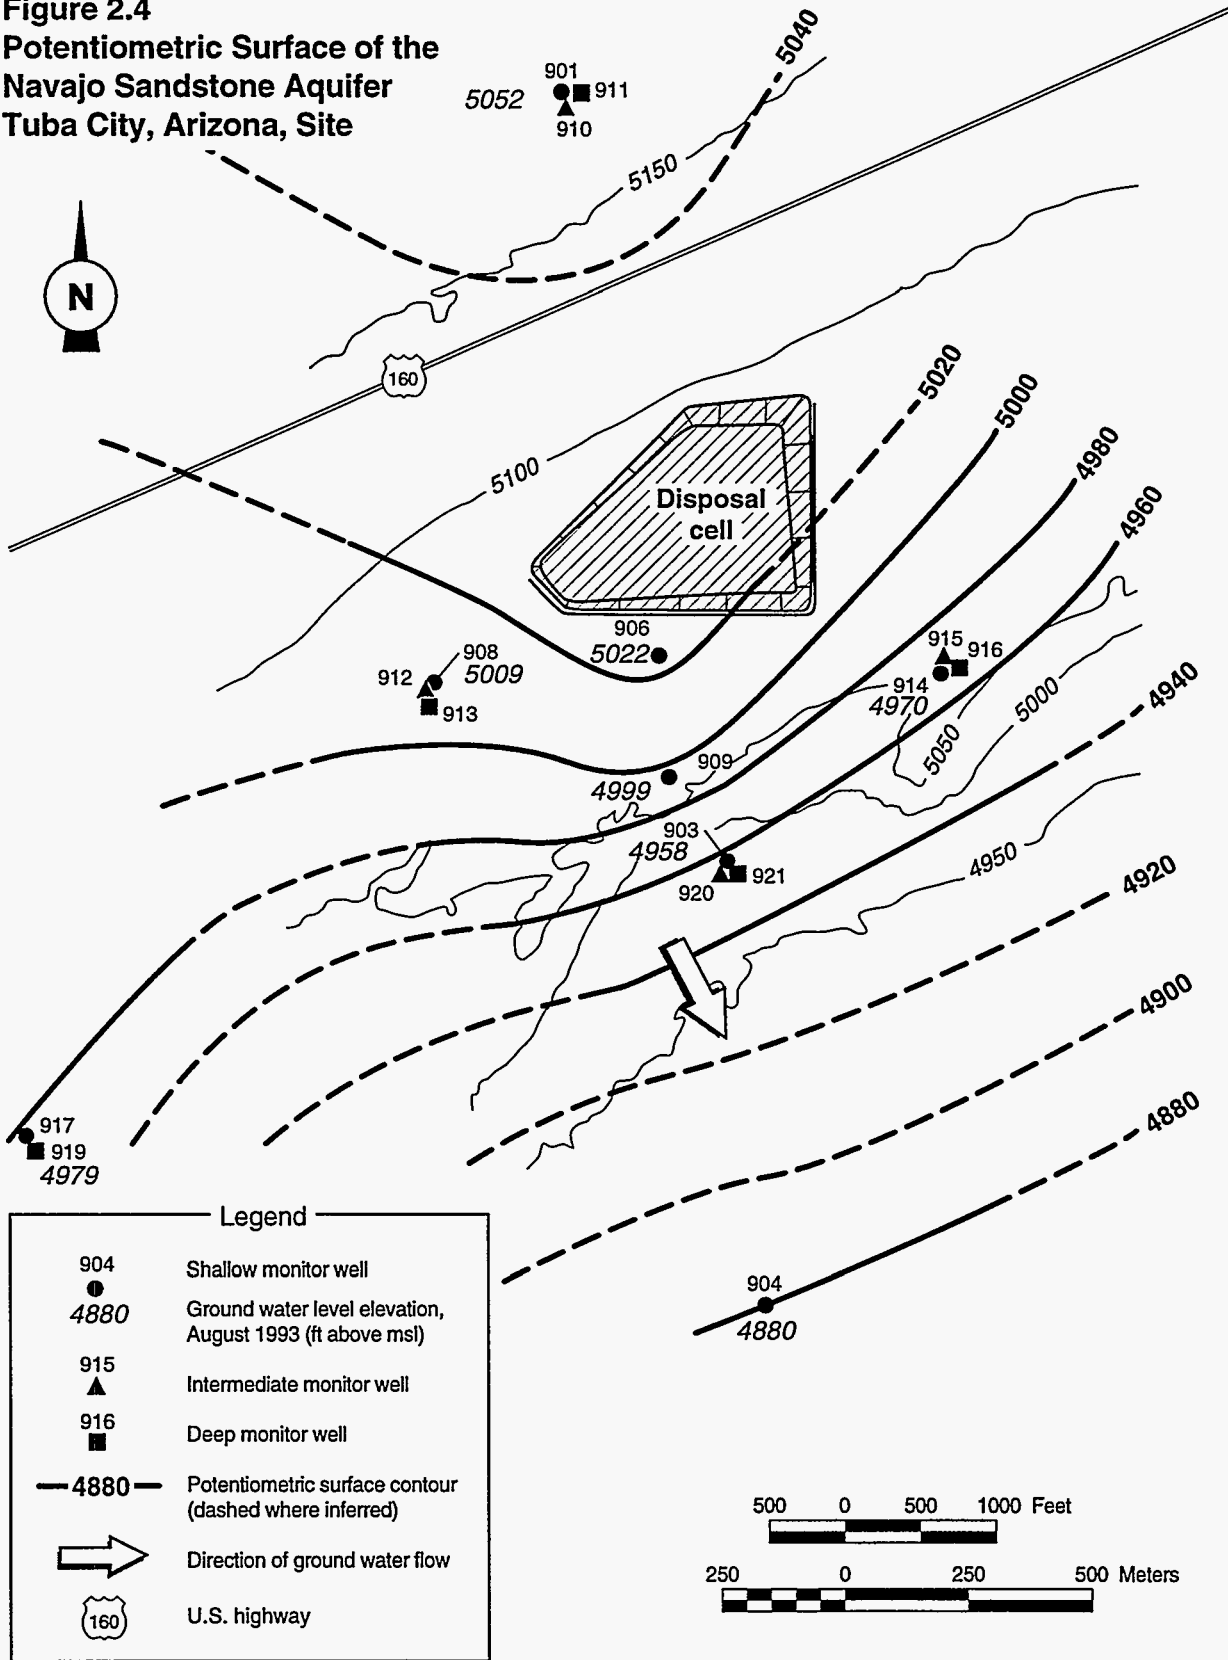 Figure 2.4
Potentiometric Surface of the
Navajo Sandstone Aquifer
Tuba City, Arizona, Site
5040
901
5052
911
910
5150
N
160
5020
5000
4980
4960
5100
Disposal
cell
906
5022
908
5009
912
913
915
916
914
4970
5000
4940
5050
909
4999
903
4958
920
921
4950
4920
4900
4880
917
919
4979
904
4880
Legend
904
Shallow monitor well
4880
Ground water level elevation,
August 1993 (ft above msl)
915
Intermediate monitor well
916
Deep monitor well
4880
Potentiometric surface contour
(dashed where inferred)
Direction of ground water flow
160
U.S. highway
500 0 500 1000 Feet
250 0 250 500 Meters